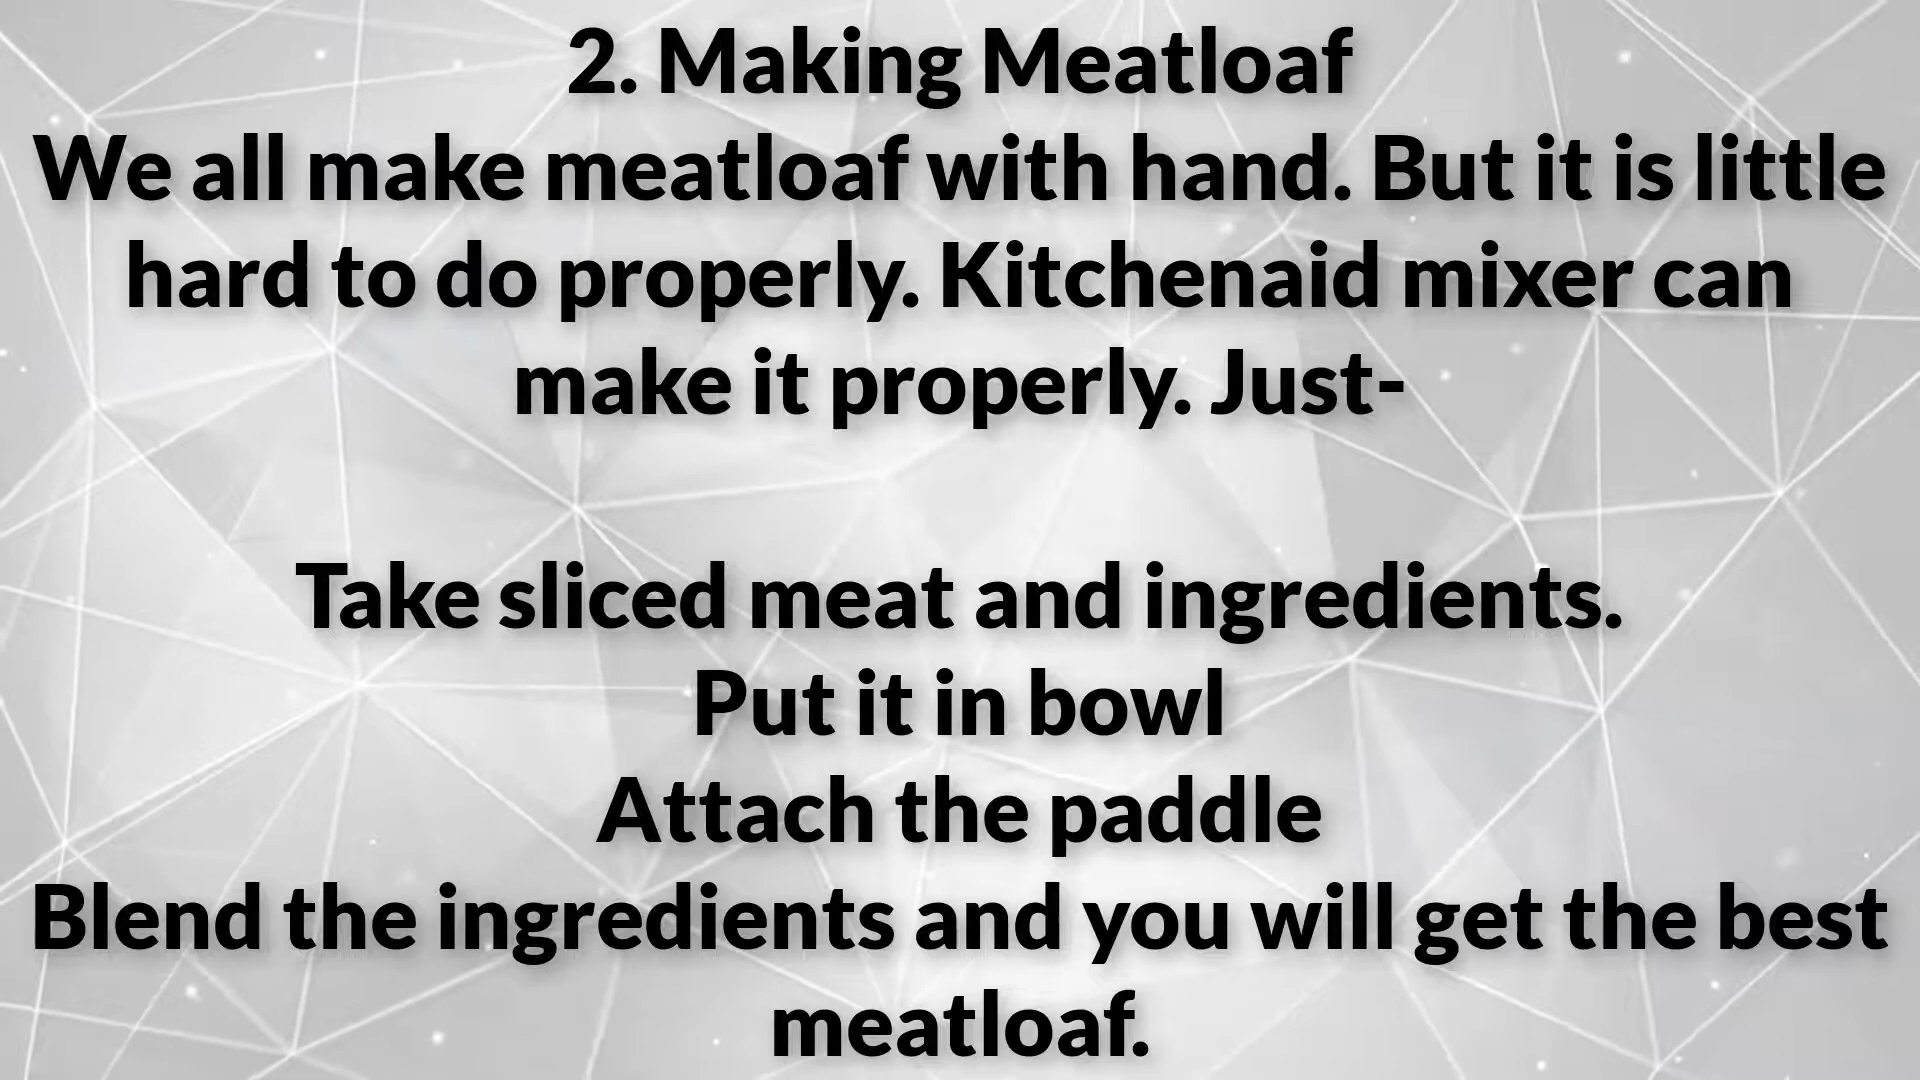 2. Making Meatloaf
We all make meatloaf with hand. But it is little
hard to do properly. Kitchenaid mixer can
make it properly. Just-
Take sliced meat and ingredients.
Put it in bowl
Attach the paddle
Blend the ingredients and you will get the best
meatloaf.